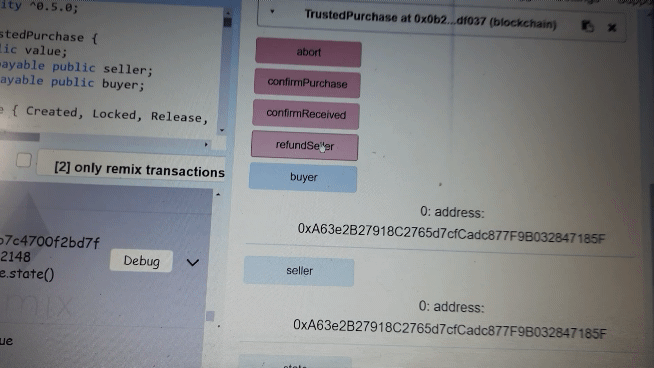 ity ^0.5.0;
stedPurchase {
lic value;
ayable public seller;
ayable public buyer;
e { Created, Locked, Release,
[2] only remix transactions
b7c4700f2bd7f
2148
e.state()
Debug
mix
ue
TrustedPurchase at 0x0b2...df037 (blockchain)
abort
confirmPurchase
confirmReceived
refundSeller
buyer
0: address:
0xA63e2B27918C2765d7cfCadc877F9B032847185F
seller
0: address:
0xA63e2B27918C2765d7cfCadc877F9B032847185F